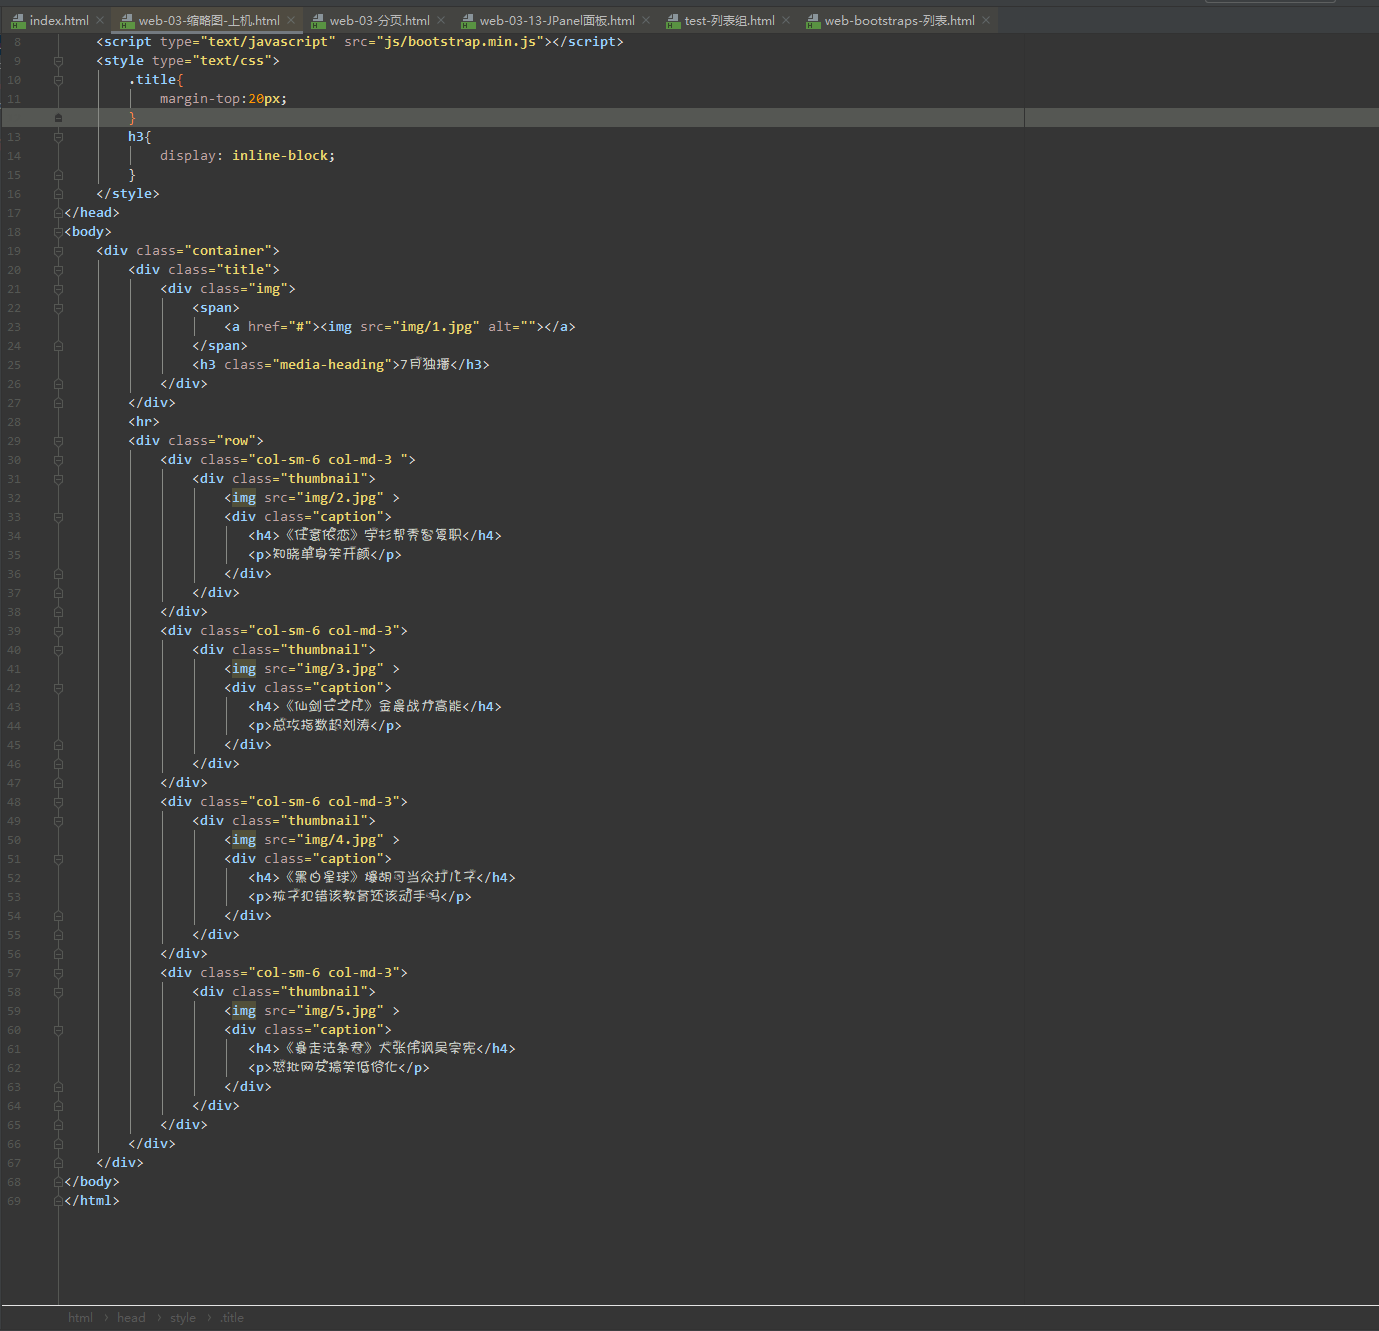 index.html web-03-缩略图-上机.html web-03-分页.html web-03-13-JPanel面板.html test-列表组.html web-bootstraps-列表.html
8 <script type="text/javascript" src="js/bootstrap.min.js"></script>
9 <style type="text/css">
10 .title{
11 margin-top:20px;
}
13 h3{
14 display: inline-block;
15 }
16 </style>
17 </head>
18 <body>
19 <div class="container">
20 <div class="title">
21 <div class="img">
22 <span>
23 <a href="#"><img src="img/1.jpg" alt=""></a>
24 </span>
25 <h3 class="media-heading">7月独播</h3>
26 </div>
27 </div>
28 <hr>
29 <div class="row">
30 <div class="col-sm-6 col-md-3 ">
31 <div class="thumbnail">
32 <img src="img/2.jpg" >
33 <div class="caption">
34 <h4>《任意依恋》宇杉帮秀智复职</h4>
35 <p>知晓单身笑开颜</p>
36 </div>
37 </div>
38 </div>
39 <div class="col-sm-6 col-md-3">
40 <div class="thumbnail">
41 <img src="img/3.jpg" >
42 <div class="caption">
43 <h4>《仙剑云之凡》金晨战力高能</h4>
44 <p>总攻指数超刘涛</p>
45 </div>
46 </div>
47 </div>
48 <div class="col-sm-6 col-md-3">
49 <div class="thumbnail">
50 <img src="img/4.jpg" >
51 <div class="caption">
52 <h4>《黑白星球》爆胡可当众打儿子</h4>
53 <p>孩子犯错该教育还该动手吗</p>
54 </div>
55 </div>
56 </div>
57 <div class="col-sm-6 col-md-3">
58 <div class="thumbnail">
59 <img src="img/5.jpg" >
60 <div class="caption">
61 <h4>《暴走法条君》大张伟讽吴宗宪</h4>
62 <p>怒批网友搞笑低俗化</p>
63 </div>
64 </div>
65 </div>
66 </div>
67 </div>
68 </body>
69 </html>
html › head › style › .title